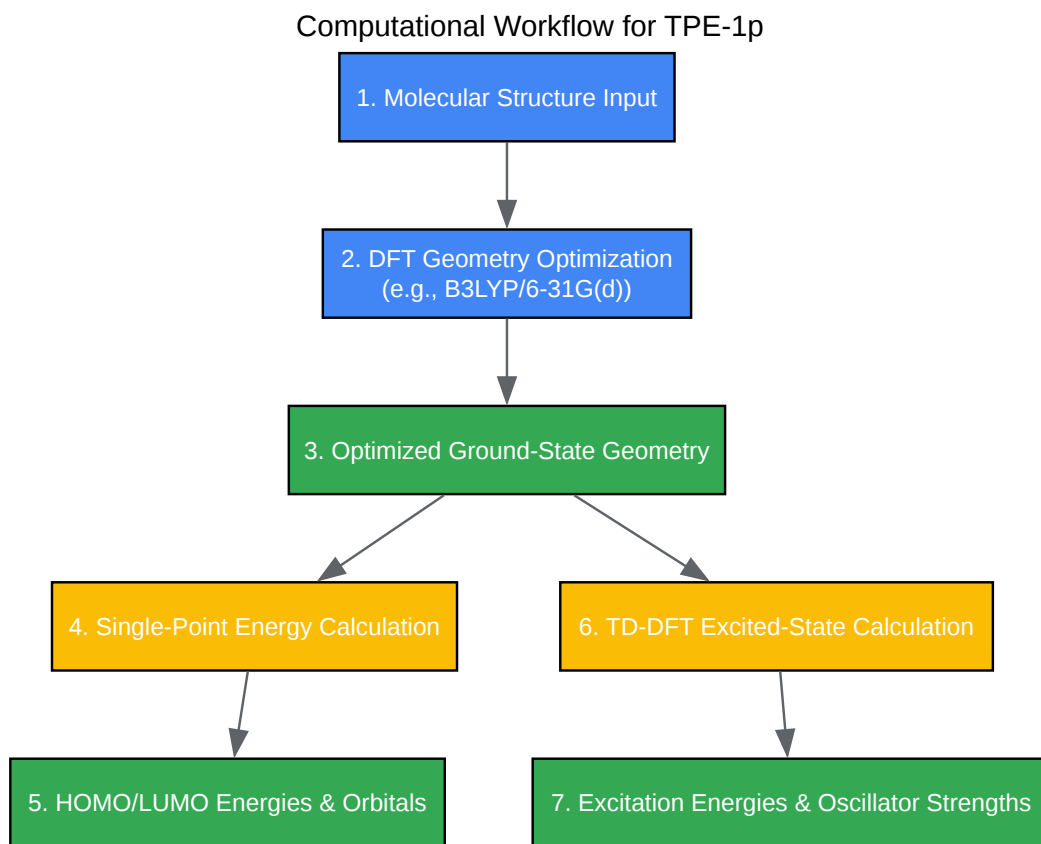 Computational Workflow for TPE-1p
1. Molecular Structure Input
2. DFT Geometry Optimization
(e.g., B3LYP/6-31G(d))
3. Optimized Ground-State Geometry
4. Single-Point Energy Calculation
6. TD-DFT Excited-State Calculation
5. HOMO/LUMO Energies & Orbitals
7. Excitation Energies & Oscillator Strengths